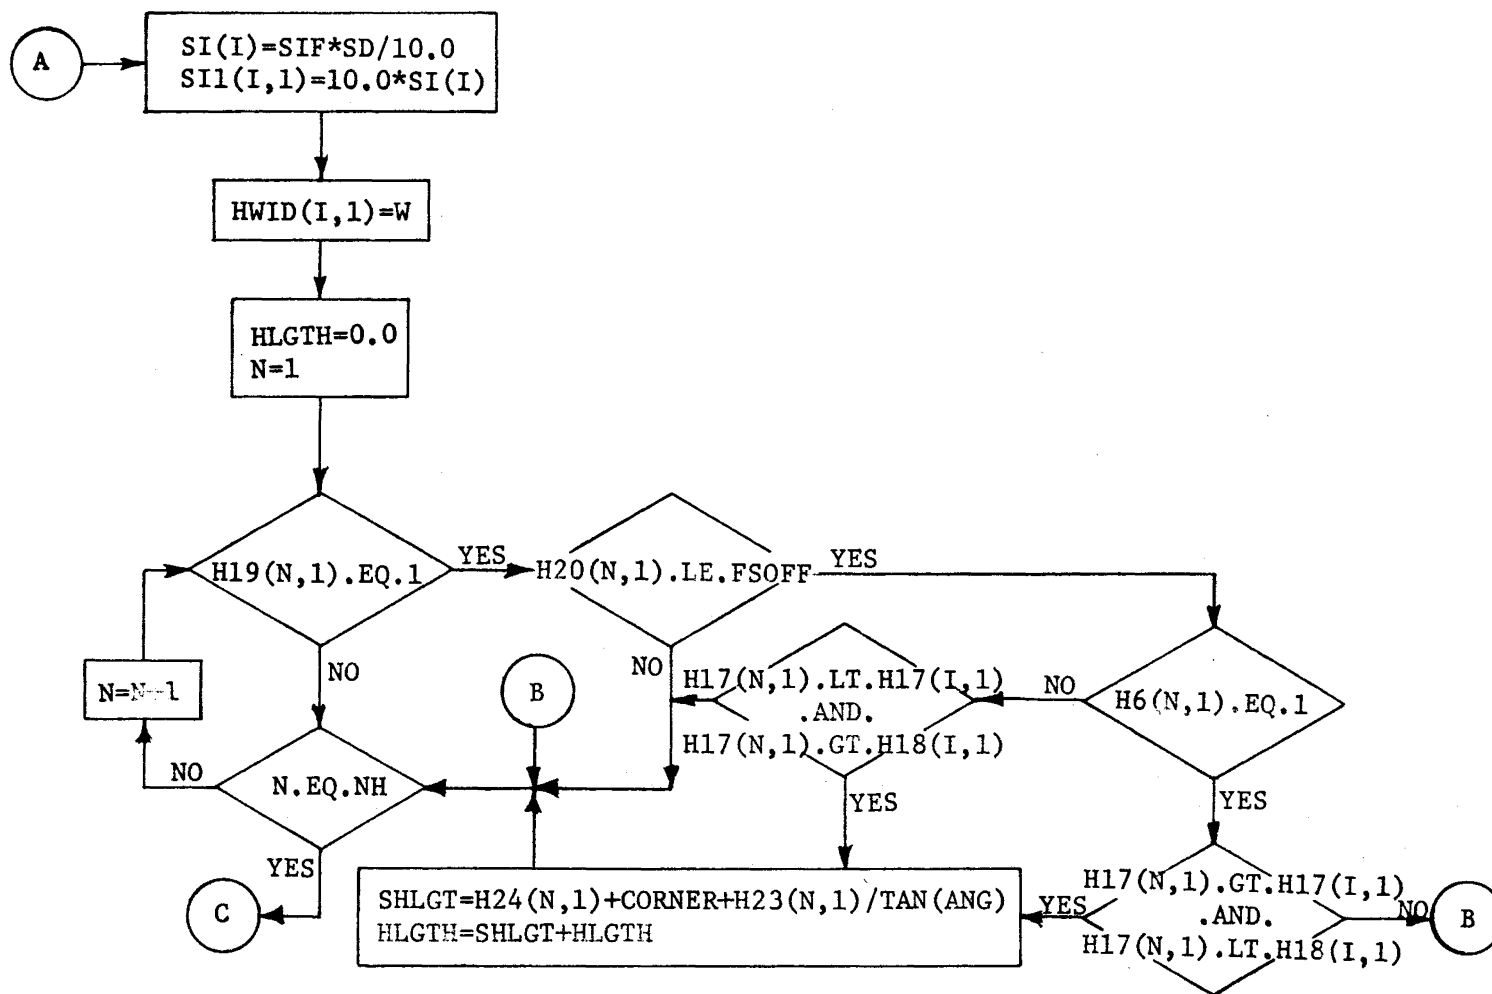 A
SI(I)=SIF*SD/10.0
SI1(I,1)=10.0*SI(I)
HWID(I,1)=W
HLGTH=0.0
N=1
H19(N,1).EQ.1
YES
H20(N,1).LE.FSOFF
YES
NO
NO
N=N+1
B
H17(N,1).LT.H17(I,1)
.AND.
H17(N,1).GT.H18(I,1)
NO
H6(N,1).EQ.1
NO
N.EQ.NH
YES
YES
YES
C
SHLGT=H24(N,1)+CORNER+H23(N,1)/TAN(ANG)
HLGTH=SHLGT+HLGTH
YES
H17(N,1).GT.H17(I,1)
.AND.
H17(N,1).LT.H18(I,1)
NO
B